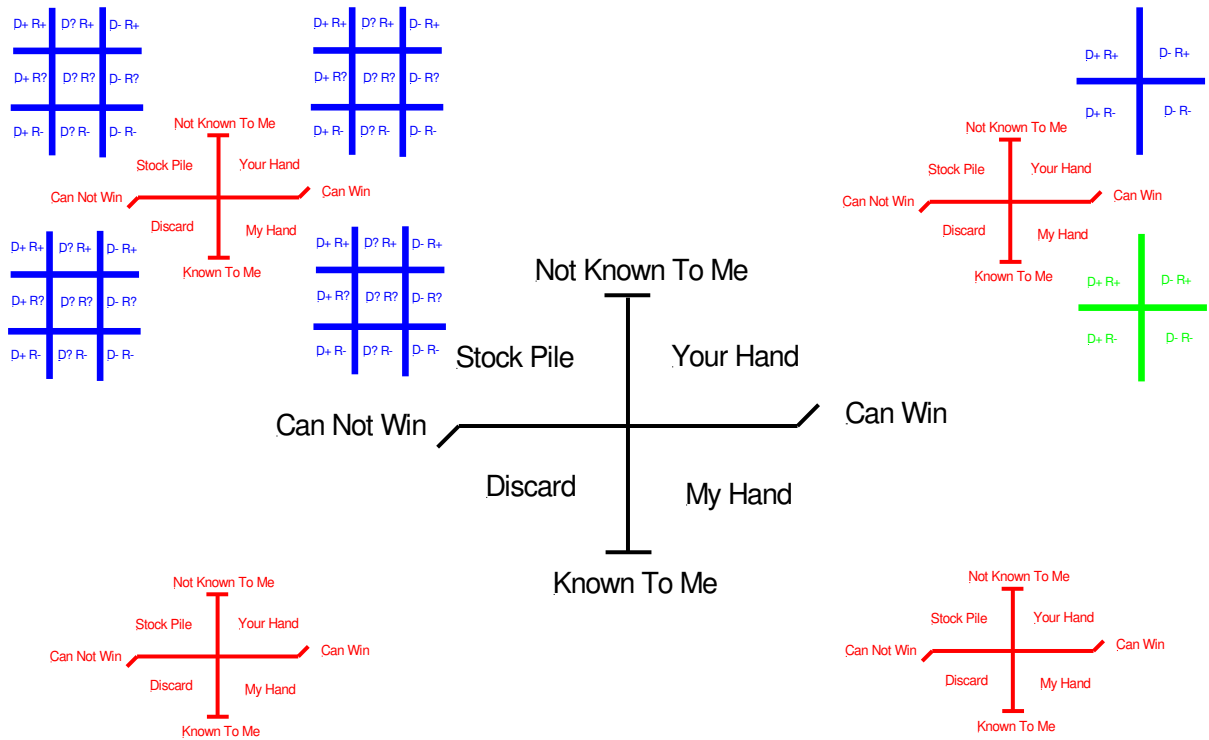 D+ R+ D? R+ D- R+
D+ R? D? R? D- R?
D+ R- D? R- D- R-
D+ R+ D? R+ D- R+
D+ R? D? R? D- R?
D+ R- D? R- D- R-
Not Known To Me
Stock Pile Your Hand
Can Not Win Can Win
Discard My Hand
Known To Me
D+ R+ D? R+ D- R+
D+ R? D? R? D- R?
D+ R- D? R- D- R-
D+ R+ D? R+ D- R+
D+ R? D? R? D- R?
D+ R- D? R- D- R-
D+ R+ D- R+
D+ R- D- R-
Not Known To Me
Stock Pile Your Hand
Can Not Win Can Win
Discard My Hand
Known To Me
D+ R+ D- R+
D+ R- D- R-
Not Known To Me
Stock Pile Your Hand
Can Not Win Can Win
Discard My Hand
Known To Me
Not Known To Me
Stock Pile Your Hand
Can Not Win Can Win
Discard My Hand
Known To Me
Not Known To Me
Stock Pile Your Hand
Can Not Win Can Win
Discard My Hand
Known To Me